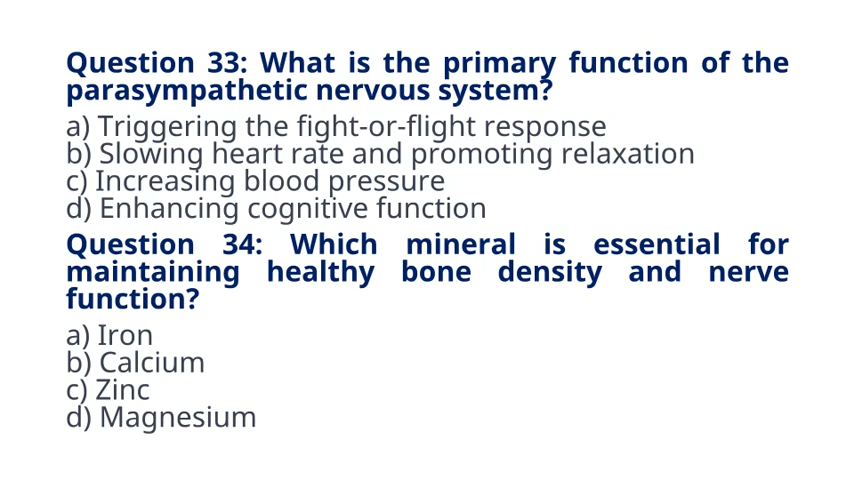 Question 33: What is the primary function of the
parasympathetic nervous system?
a) Triggering the fight-or-flight response
b) Slowing heart rate and promoting relaxation
c) Increasing blood pressure
d) Enhancing cognitive function
Question 34: Which mineral is essential for
maintaining healthy bone density and nerve
function?
a) Iron
b) Calcium
c) Zinc
d) Magnesium